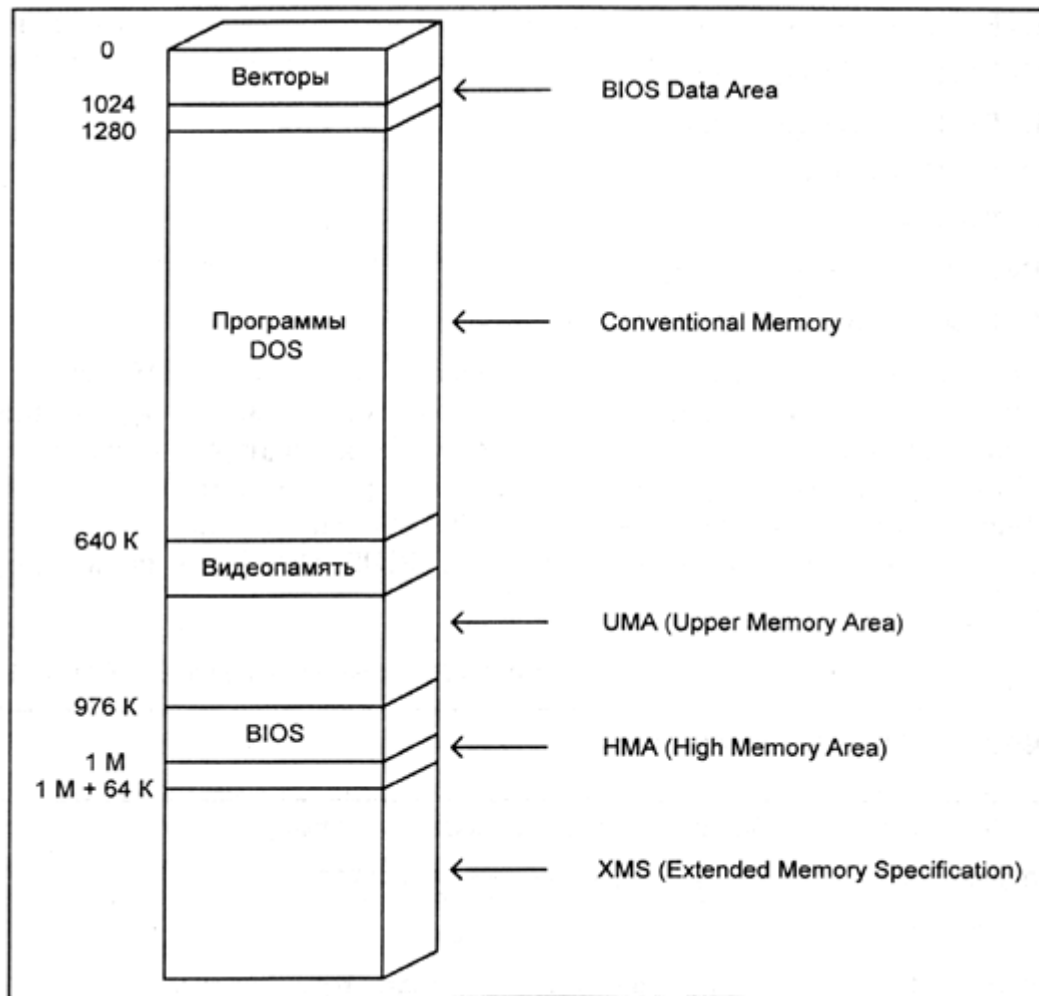 0
Векторы
BIOS Data Area
1024
1280
Программы
DOS
Conventional Memory
640 К
Видеопамять
UMA (Upper Memory Area)
976 К
BIOS
HMA (High Memory Area)
1 М
1 М + 64 К
XMS (Extended Memory Specification)